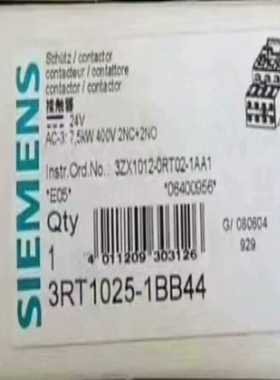 SIEMENS
Schütz / contactor
contacteur / contattore
contactor / contactor
接触器
24V
AC-3: 7,5kW 400V 2NC+2NO
Instr.Ord.No.: 3ZX1012-0RT02-1AA1
*E05* *06400956*
Qty
1
G/ 080604
929
4 011209 303126
3RT1025-1BB44